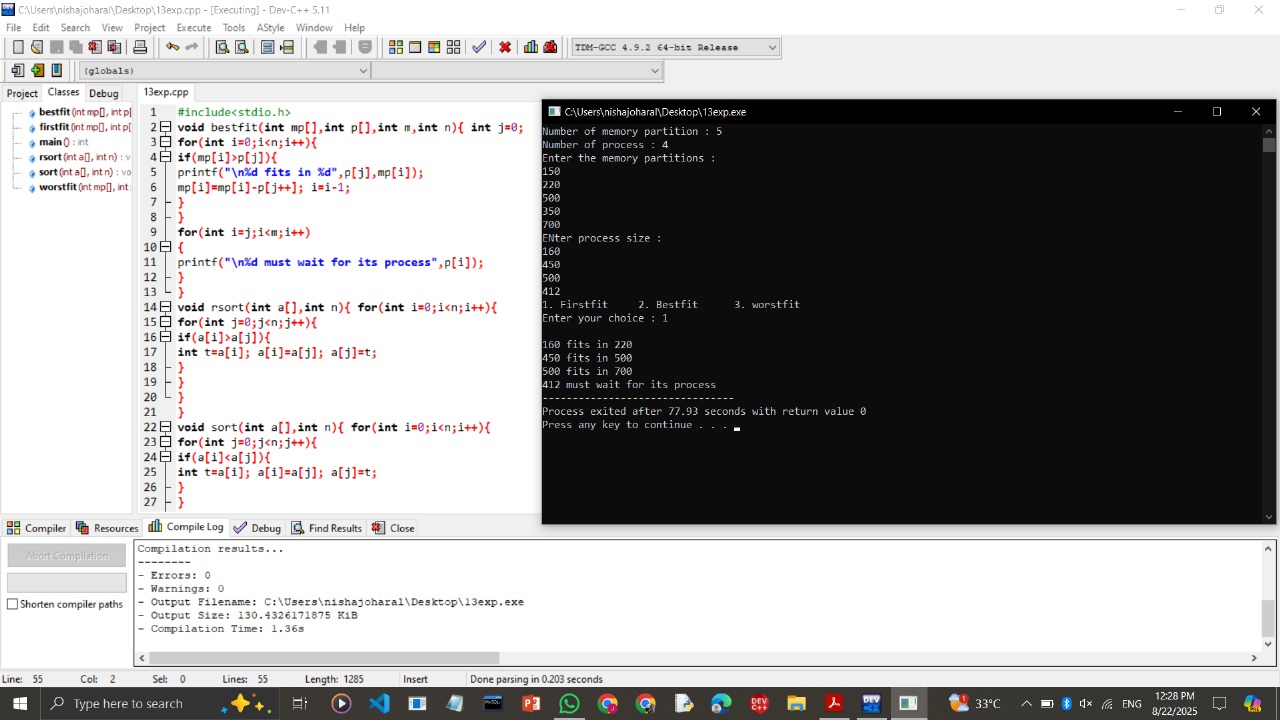 C:\Users\nishajoharal\Desktop\13exp.cpp - [Executing] - Dev-C++ 5.11
File Edit Search View Project Execute Tools AStyle Window Help
TDM-GCC 4.9.2 64-bit Release
(globals)
Project Classes Debug
13exp.cpp
bestfit (int mp[], int p[
firstfit (int mp[], int p[
main () : int
rsort (int a[], int n) : v
sort (int a[], int n) : vo
worstfit (int mp[], int
1 #include<stdio.h>
2 void bestfit(int mp[],int p[],int m,int n){ int j=0;
3 for(int i=0;i<n;i++){
4 if(mp[i]>p[j]){
5 printf("\n%d fits in %d",p[j],mp[i]);
6 mp[i]=mp[i]-p[j++]; i=i-1;
7 }
8 }
9 for(int i=j;i<m;i++)
10 {
11 printf("\n%d must wait for its process",p[i]);
12 }
13 }
14 void rsort(int a[],int n){ for(int i=0;i<n;i++){
15 for(int j=0;j<n;j++){
16 if(a[i]>a[j]){
17 int t=a[i]; a[i]=a[j]; a[j]=t;
18 }
19 }
20 }
21 }
22 void sort(int a[],int n){ for(int i=0;i<n;i++){
23 for(int j=0;j<n;j++){
24 if(a[i]<a[j]){
25 int t=a[i]; a[i]=a[j]; a[j]=t;
26 }
27 }
C:\Users\nishajoharal\Desktop\13exp.exe
Number of memory partition : 5
Number of process : 4
Enter the memory partitions :
150
220
500
350
700
ENter process size :
160
450
500
412
1. Firstfit 2. Bestfit 3. worstfit
Enter your choice : 1
160 fits in 220
450 fits in 500
500 fits in 700
412 must wait for its process
--------------------------------
Process exited after 77.93 seconds with return value 0
Press any key to continue . . .
Compiler Resources Compile Log Debug Find Results Close
Abort Compilation
Shorten compiler paths
Compilation results...
--------
- Errors: 0
- Warnings: 0
- Output Filename: C:\Users\nishajoharal\Desktop\13exp.exe
- Output Size: 130.4326171875 KiB
- Compilation Time: 1.36s
Line: 55 Col: 2 Sel: 0 Lines: 55 Length: 1285 Insert Done parsing in 0.203 seconds
Type here to search
33°C
ENG
12:28 PM
8/22/2025